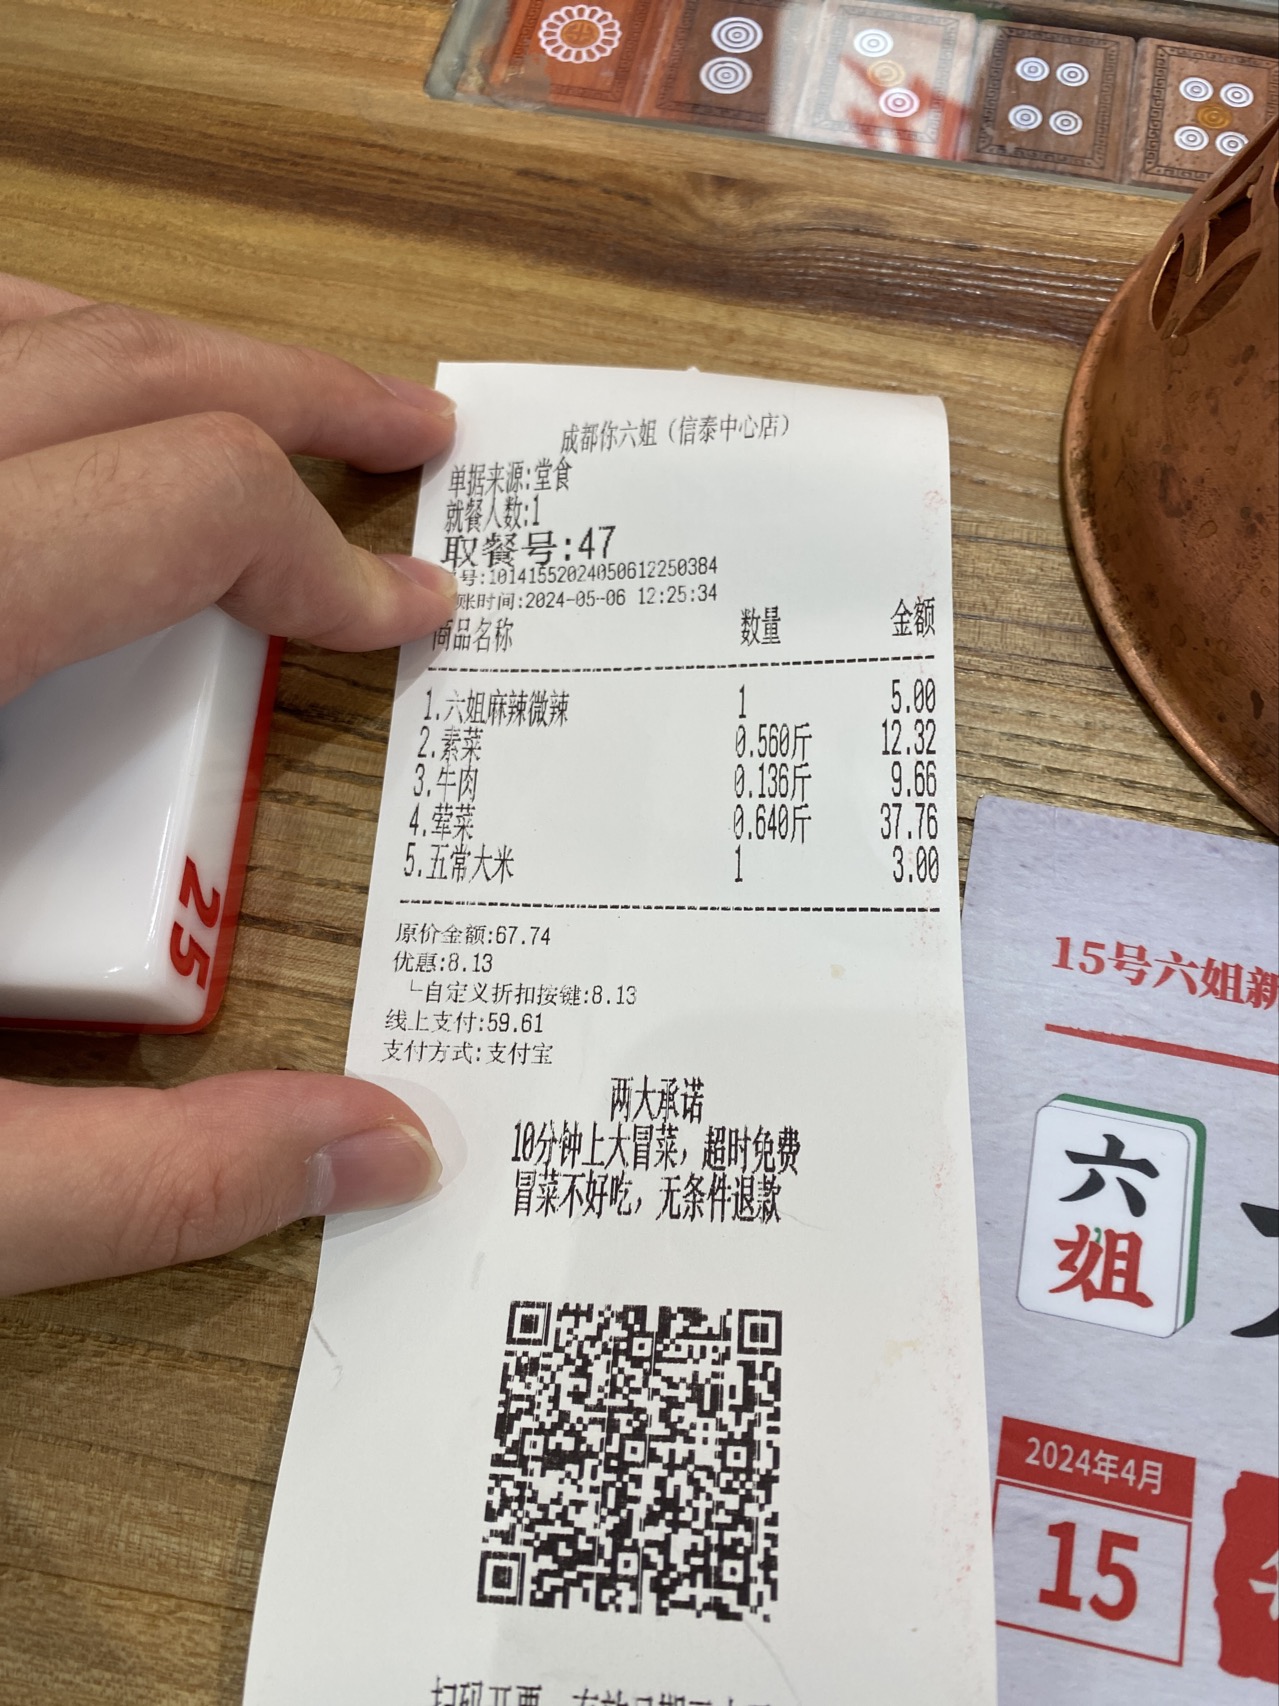 成都你六姐（信泰中心店）
单据来源:堂食
就餐人数:1
取餐号:47
号:10141552024050612250384
账时间:2024-05-06 12:25:34
商品名称 数量 金额
1.六姐麻辣微辣 1 5.00
2.素菜 0.560斤 12.32
3.牛肉 0.136斤 9.66
4.荤菜 0.640斤 37.76
5.五常大米 1 3.00
原价金额:67.74
优惠:8.13
└自定义折扣按键:8.13
线上支付:59.61
支付方式:支付宝
两大承诺
10分钟上大冒菜，超时免费
冒菜不好吃，无条件退款
25
15号六姐新
六
姐
2024年4月
15